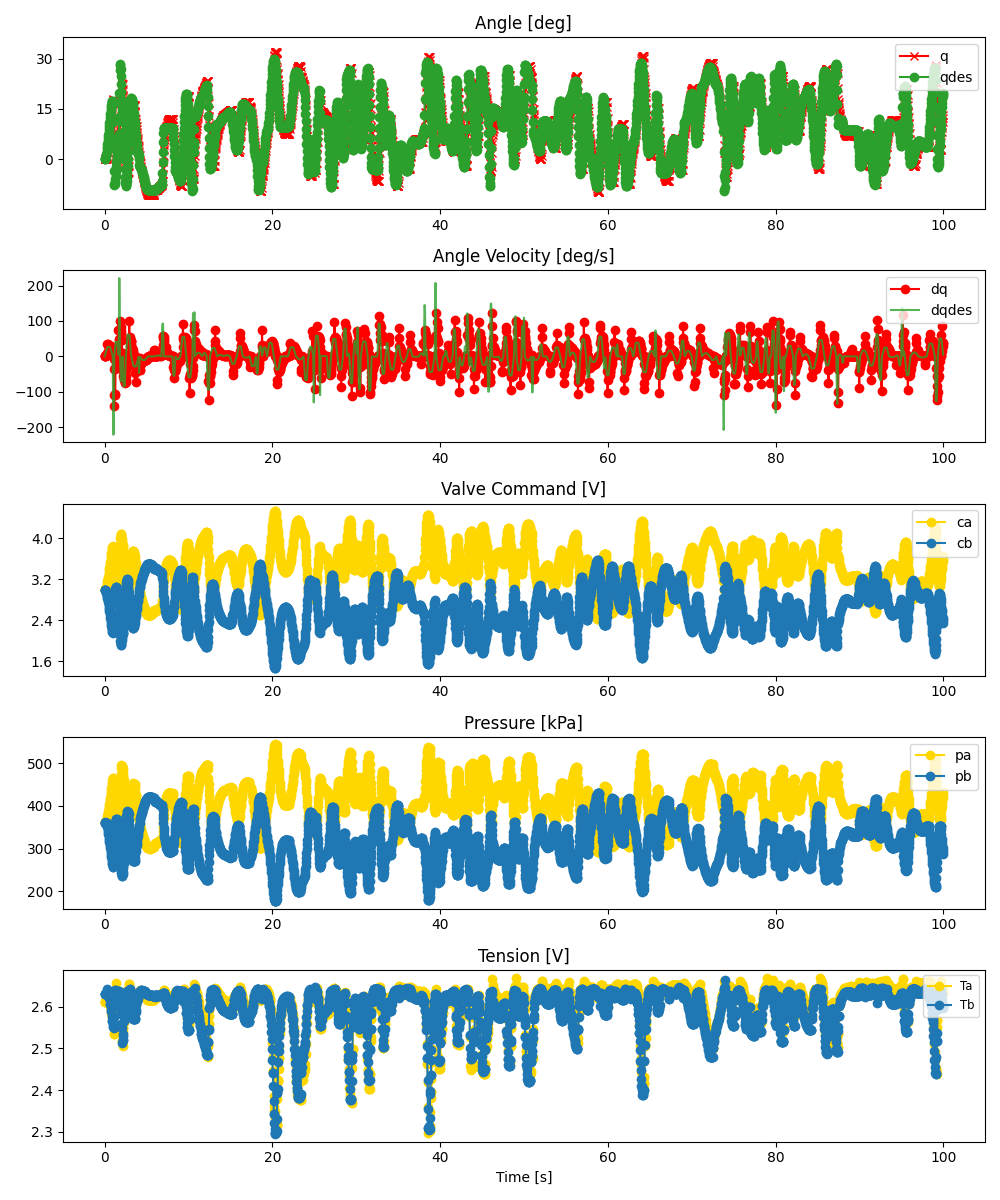 Angle [deg]
30
15
0
q
qdes
0 20 40 60 80 100
Angle Velocity [deg/s]
200
100
0
−100
−200
dq
dqdes
0 20 40 60 80 100
Valve Command [V]
4.0
3.2
2.4
1.6
ca
cb
0 20 40 60 80 100
Pressure [kPa]
500
400
300
200
pa
pb
0 20 40 60 80 100
Tension [V]
2.6
2.5
2.4
2.3
Ta
Tb
0 20 40 60 80 100
Time [s]